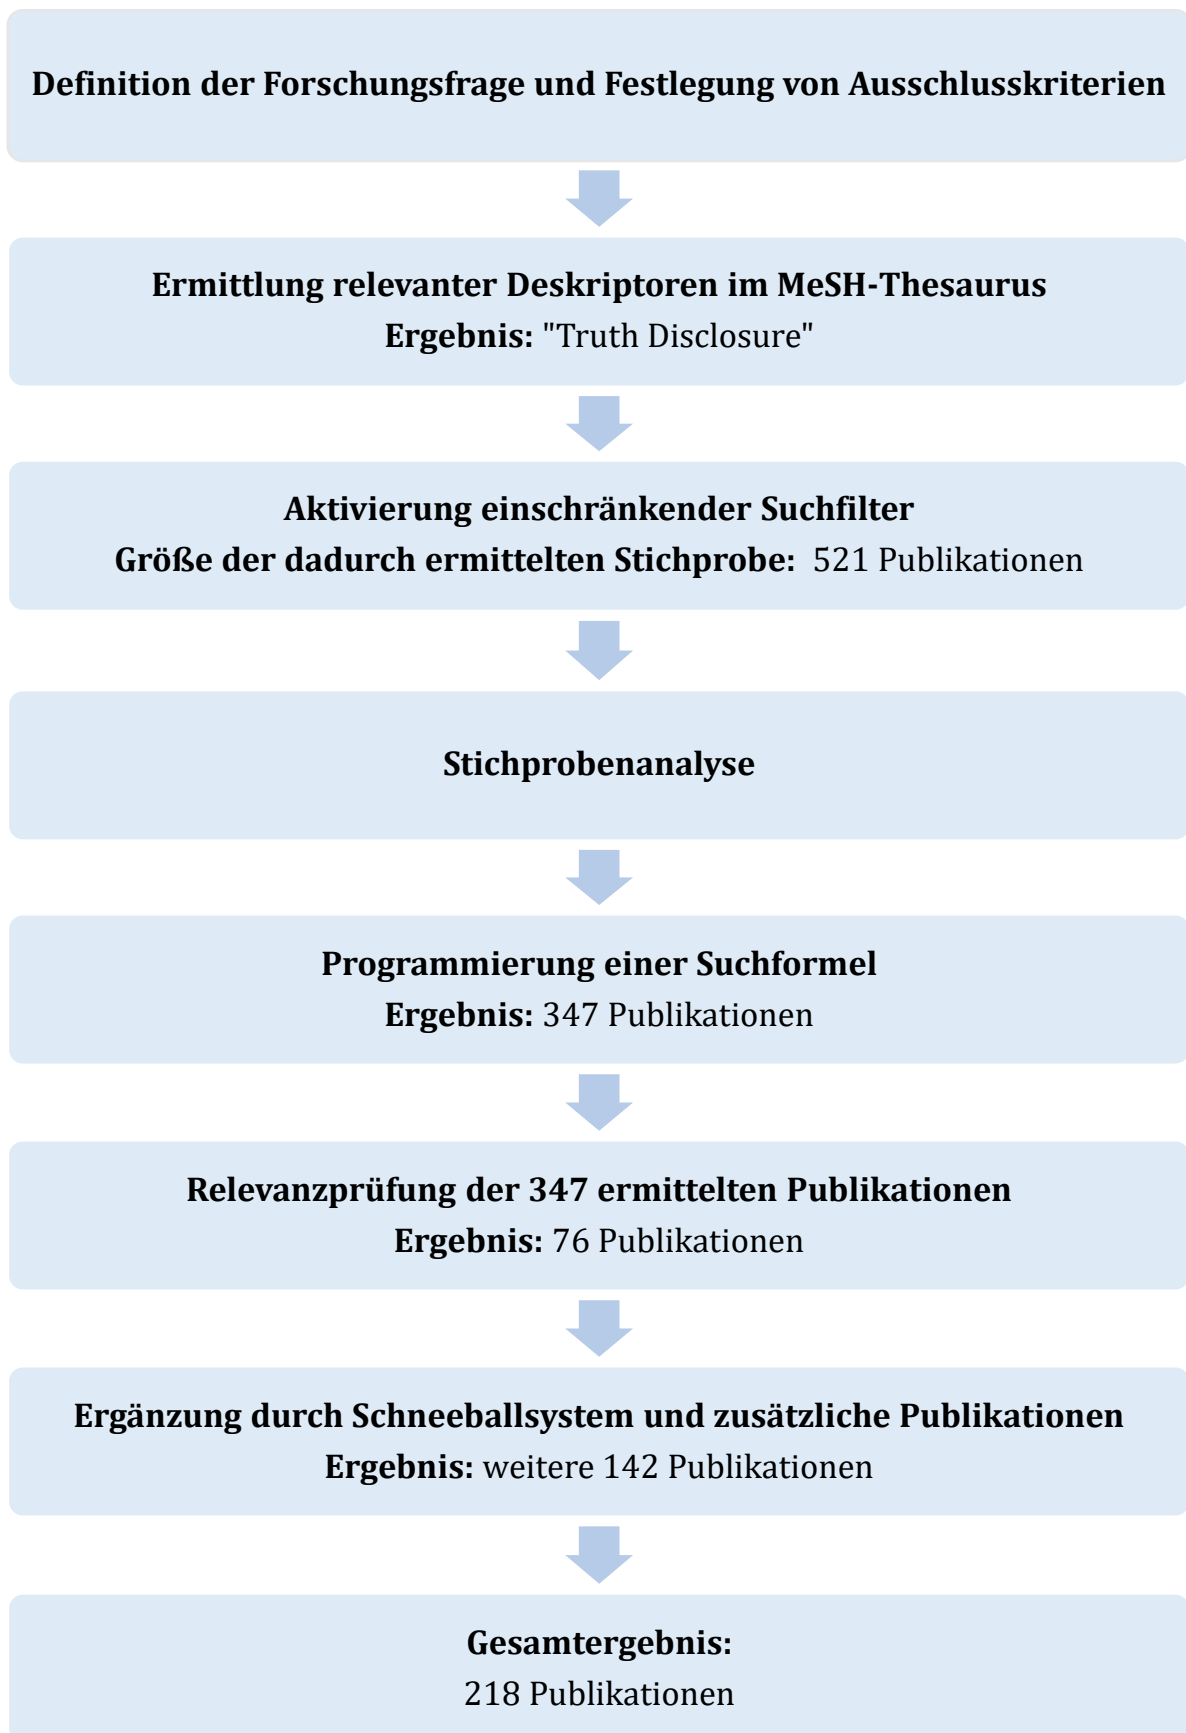 Definition der Forschungsfrage und Festlegung von Ausschlusskriterien
Ermittlung relevanter Deskriptoren im MeSH-Thesaurus
Ergebnis: "Truth Disclosure"
Aktivierung einschränkender Suchfilter
Größe der dadurch ermittelten Stichprobe: 521 Publikationen
Stichprobenanalyse
Programmierung einer Suchformel
Ergebnis: 347 Publikationen
Relevanzprüfung der 347 ermittelten Publikationen
Ergebnis: 76 Publikationen
Ergänzung durch Schneeballsystem und zusätzliche Publikationen
Ergebnis: weitere 142 Publikationen
Gesamtergebnis:
218 Publikationen